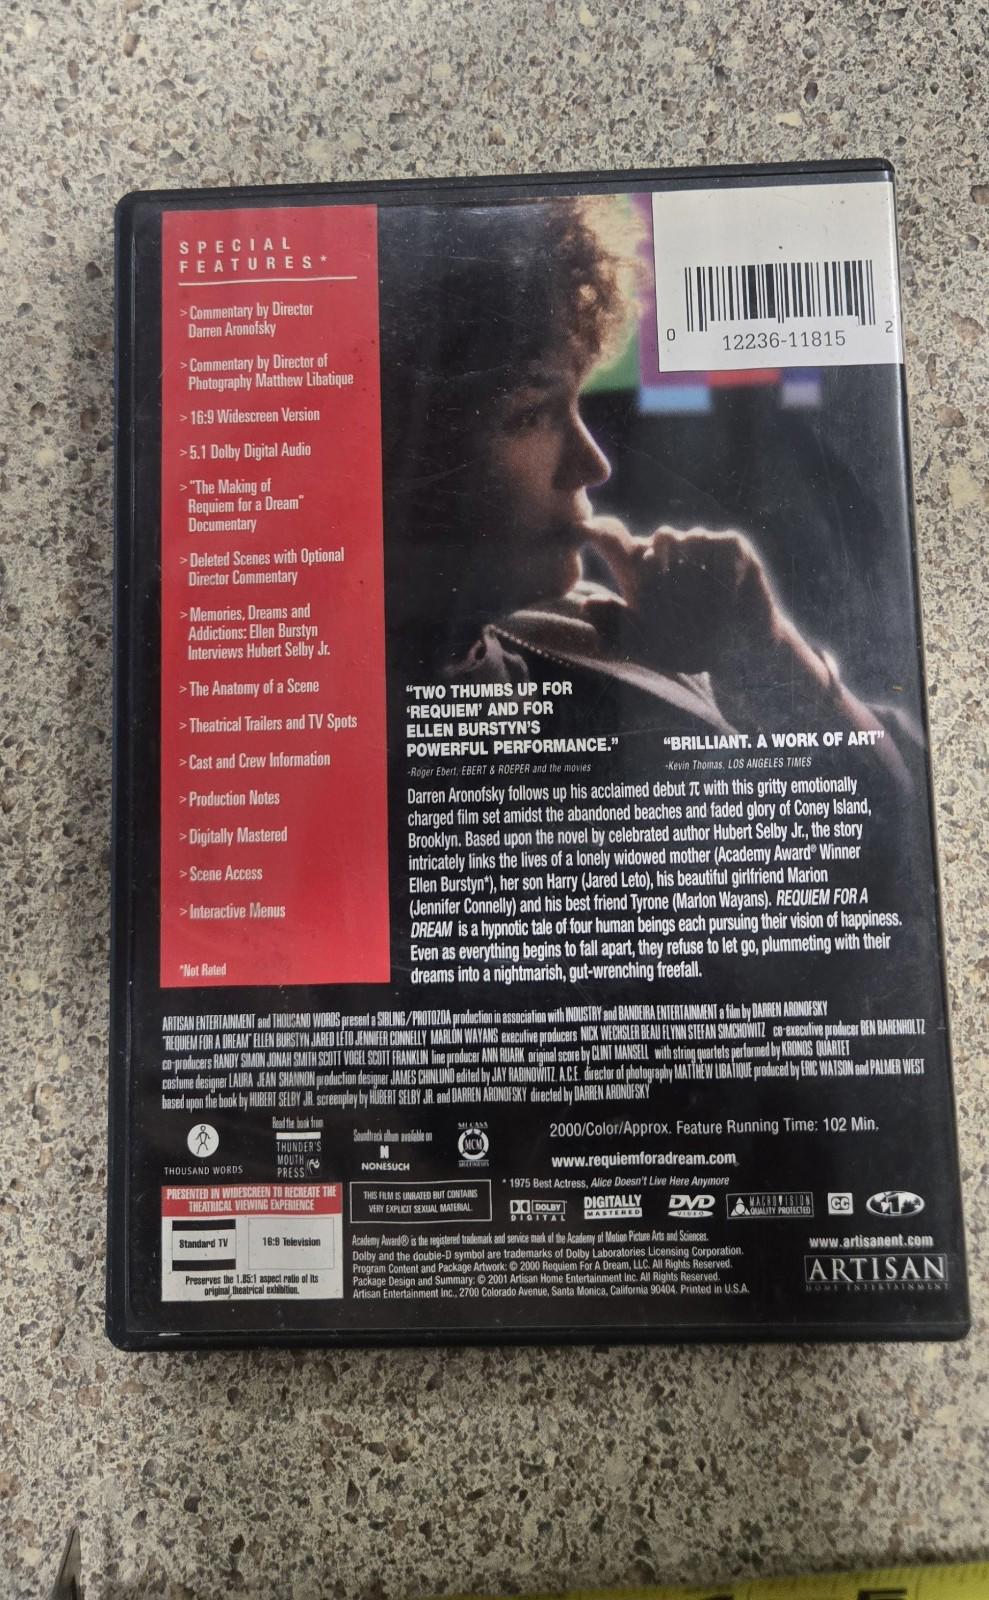 SPECIAL
FEATURES*
> Commentary by Director
Darren Aronofsky
> Commentary by Director of
Photography Matthew Libatique
> 16:9 Widescreen Version
> 5.1 Dolby Digital Audio
> "The Making of
Requiem for a Dream"
Documentary
> Deleted Scenes with Optional
Director Commentary
> Memories, Dreams and
Addictions: Ellen Burstyn
Interviews Hubert Selby Jr.
> The Anatomy of a Scene
> Theatrical Trailers and TV Spots
> Cast and Crew Information
> Production Notes
> Digitally Mastered
> Scene Access
> Interactive Menus
*Not Rated
0 12236-11815 2
“TWO THUMBS UP FOR
‘REQUIEM’ AND FOR
ELLEN BURSTYN’S
POWERFUL PERFORMANCE.”
-Roger Ebert, EBERT & ROEPER and the movies
“BRILLIANT. A WORK OF ART”
-Kevin Thomas, LOS ANGELES TIMES
Darren Aronofsky follows up his acclaimed debut π with this gritty emotionally
charged film set amidst the abandoned beaches and faded glory of Coney Island,
Brooklyn. Based upon the novel by celebrated author Hubert Selby Jr., the story
intricately links the lives of a lonely widowed mother (Academy Award® Winner
Ellen Burstyn*), her son Harry (Jared Leto), his beautiful girlfriend Marion
(Jennifer Connelly) and his best friend Tyrone (Marlon Wayans). REQUIEM FOR A
DREAM is a hypnotic tale of four human beings each pursuing their vision of happiness.
Even as everything begins to fall apart, they refuse to let go, plummeting with their
dreams into a nightmarish, gut-wrenching freefall.
ARTISAN ENTERTAINMENT and THOUSAND WORDS present a SIBLING/PROTOZOA production in association with INDUSTRY and BANDEIRA ENTERTAINMENT a film by DARREN ARONOFSKY
"REQUIEM FOR A DREAM" ELLEN BURSTYN JARED LETO JENNIFER CONNELLY MARLON WAYANS executive producers NICK WECHSLER BEAU FLYNN STEFAN SIMCHOWITZ co-executive producer BEN BARENHOLTZ
co-producers RANDY SIMON JONAH SMITH SCOTT VOGEL SCOTT FRANKLIN line producer ANN RUARK original score by CLINT MANSELL with string quartets performed by KRONOS QUARTET
costume designer LAURA JEAN SHANNON production designer JAMES CHINLUND edited by JAY RABINOWITZ A.C.E. director of photography MATTHEW LIBATIQUE produced by ERIC WATSON and PALMER WEST
based upon the book by HUBERT SELBY JR. screenplay by HUBERT SELBY JR. and DARREN ARONOFSKY directed by DARREN ARONOFSKY
THOUSAND WORDS
Read the book from
THUNDER'S
MOUTH
PRESS
Soundtrack album available on
N
NONESUCH
MCM
2000/Color/Approx. Feature Running Time: 102 Min.
www.requiemforadream.com
* 1975 Best Actress, Alice Doesn't Live Here Anymore
PRESENTED IN WIDESCREEN TO RECREATE THE
THEATRICAL VIEWING EXPERIENCE
Standard TV
16:9 Television
Preserves the 1.85:1 aspect ratio of its
original theatrical exhibition.
THIS FILM IS UNRATED BUT CONTAINS
VERY EXPLICIT SEXUAL MATERIAL.
DOLBY
DIGITAL
DIGITALLY
MASTERED
DVD
VIDEO
MACROVISION
QUALITY PROTECTED
CC
1
Academy Award® is the registered trademark and service mark of the Academy of Motion Picture Arts and Sciences.
Dolby and the double-D symbol are trademarks of Dolby Laboratories Licensing Corporation.
Program Content and Package Artwork: © 2000 Requiem For A Dream, LLC. All Rights Reserved.
Package Design and Summary: © 2001 Artisan Home Entertainment Inc. All Rights Reserved.
Artisan Entertainment Inc., 2700 Colorado Avenue, Santa Monica, California 90404. Printed in U.S.A.
www.artisanent.com
ARTISAN
HOME ENTERTAINMENT